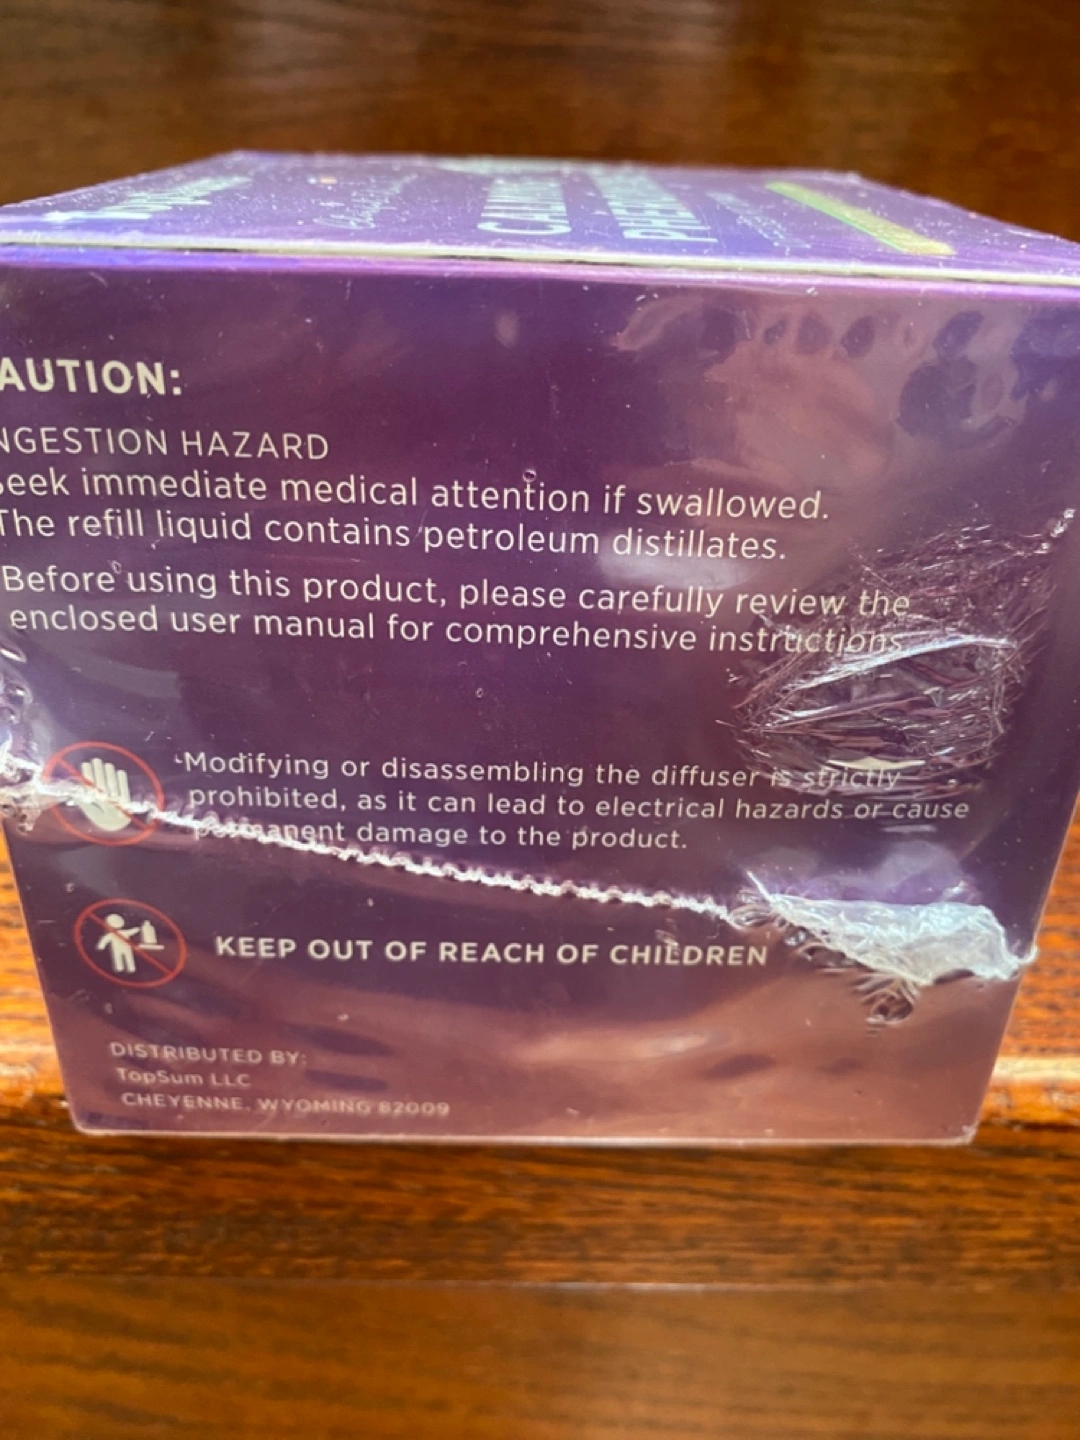 CALMING
AUTION:
NGESTION HAZARD
Seek immediate medical attention if swallowed.
The refill liquid contains petroleum distillates.
Before using this product, please carefully review the
enclosed user manual for comprehensive instructions.
Modifying or disassembling the diffuser is strictly
prohibited, as it can lead to electrical hazards or cause
permanent damage to the product.
KEEP OUT OF REACH OF CHILDREN
DISTRIBUTED BY:
TopSum LLC
CHEYENNE, WYOMING 82009